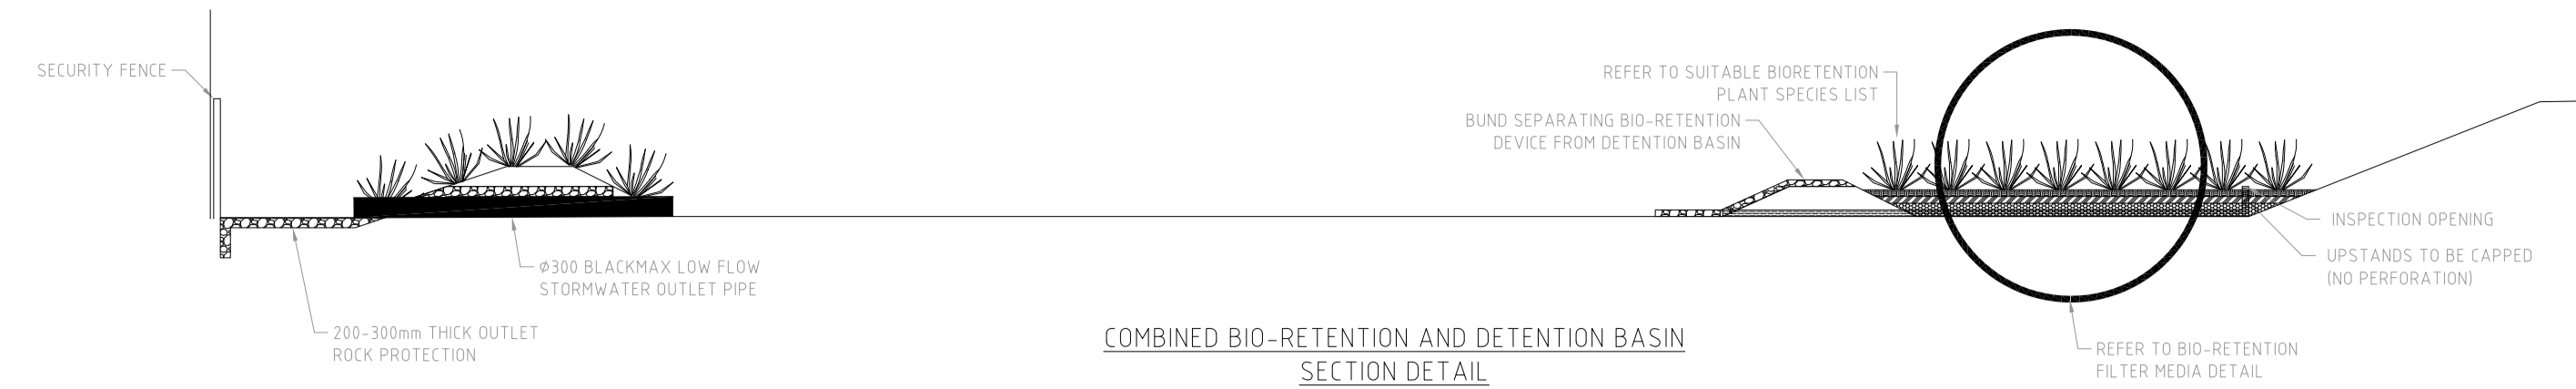 SECURITY FENCE
Ø300 BLACKMAX LOW FLOW
STORMWATER OUTLET PIPE
200-300mm THICK OUTLET
ROCK PROTECTION
REFER TO SUITABLE BIORETENTION
PLANT SPECIES LIST
BUND SEPARATING BIO-RETENTION
DEVICE FROM DETENTION BASIN
INSPECTION OPENING
UPSTANDS TO BE CAPPED
(NO PERFORATION)
REFER TO BIO-RETENTION
FILTER MEDIA DETAIL
COMBINED BIO-RETENTION AND DETENTION BASIN
SECTION DETAIL